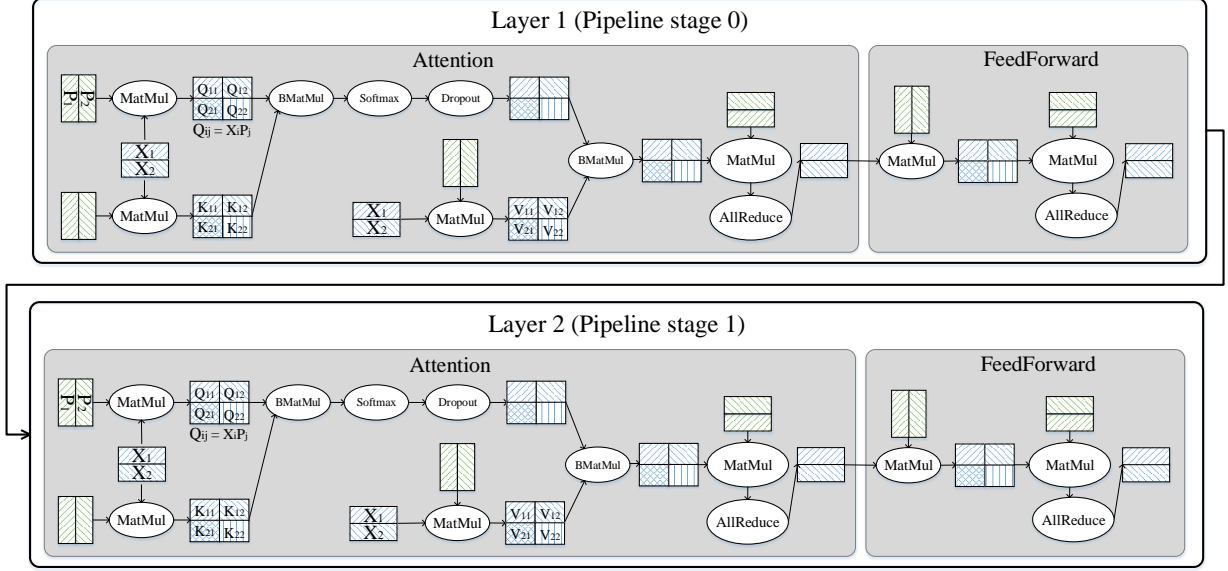 Layer 1 (Pipeline stage 0)
Attention
FeedForward
P₁ P₂
MatMul
Q₁₁ Q₁₂
Q₂₁ Q₂₂
Qᵢⱼ = XᵢPⱼ
BMatMul
Softmax
Dropout
X₁
X₂
MatMul
K₁₁ K₁₂
K₂₁ K₂₂
X₁
X₂
MatMul
V₁₁ V₁₂
V₂₁ V₂₂
BMatMul
MatMul
AllReduce
MatMul
MatMul
AllReduce
Layer 2 (Pipeline stage 1)
Attention
FeedForward
P₁ P₂
MatMul
Q₁₁ Q₁₂
Q₂₁ Q₂₂
Qᵢⱼ = XᵢPⱼ
BMatMul
Softmax
Dropout
X₁
X₂
MatMul
K₁₁ K₁₂
K₂₁ K₂₂
X₁
X₂
MatMul
V₁₁ V₁₂
V₂₁ V₂₂
BMatMul
MatMul
AllReduce
MatMul
MatMul
AllReduce